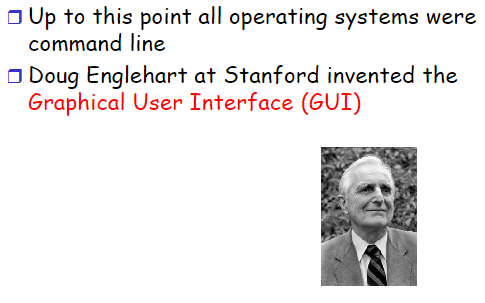 Up to this point all operating systems were
command line
Doug Englehart at Stanford invented the
Graphical User Interface (GUI)